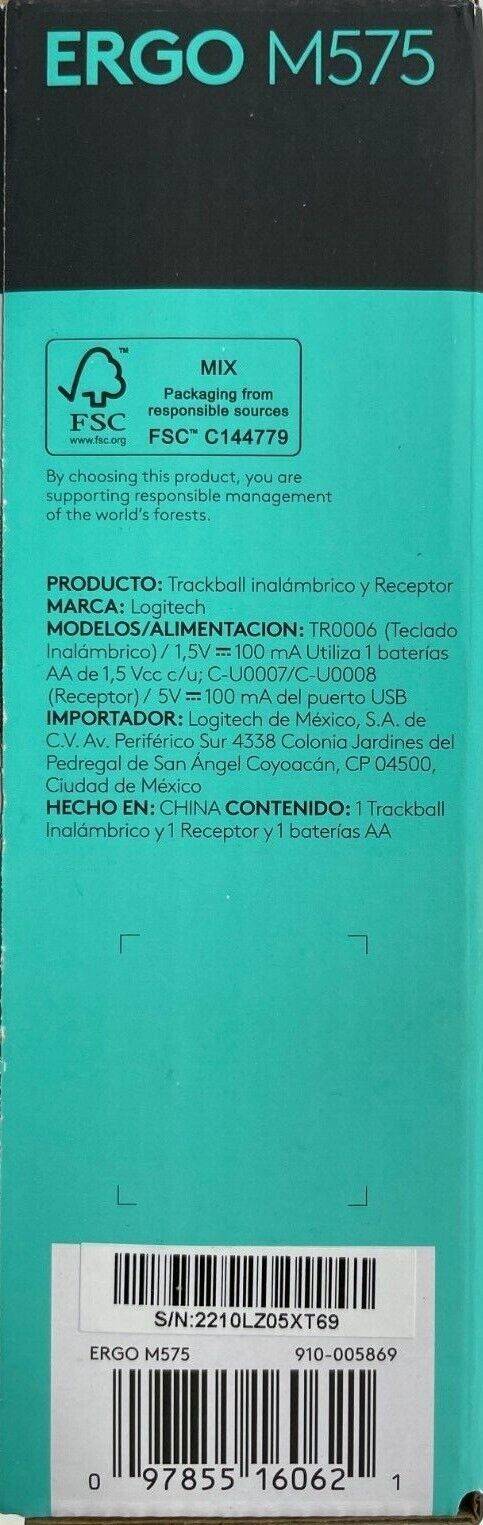 ERGO M575
FSC™
www.fsc.org
MIX
Packaging from
responsible sources
FSC™ C144779
By choosing this product, you are
supporting responsible management
of the world's forests.
PRODUCTO: Trackball inalámbrico y Receptor
MARCA: Logitech
MODELOS/ALIMENTACION: TR0006 (Teclado
Inalámbrico) / 1,5V ⎓ 100 mA Utiliza 1 baterías
AA de 1,5 Vcc c/u; C-U0007/C-U0008
(Receptor) / 5V ⎓ 100 mA del puerto USB
IMPORTADOR: Logitech de México, S.A. de
C.V. Av. Periférico Sur 4338 Colonia Jardines del
Pedregal de San Ángel Coyoacán, CP 04500,
Ciudad de México
HECHO EN: CHINA CONTENIDO: 1 Trackball
Inalámbrico y 1 Receptor y 1 baterías AA
S/N:2210LZ05XT69
ERGO M575 910-005869
0 97855 16062 1